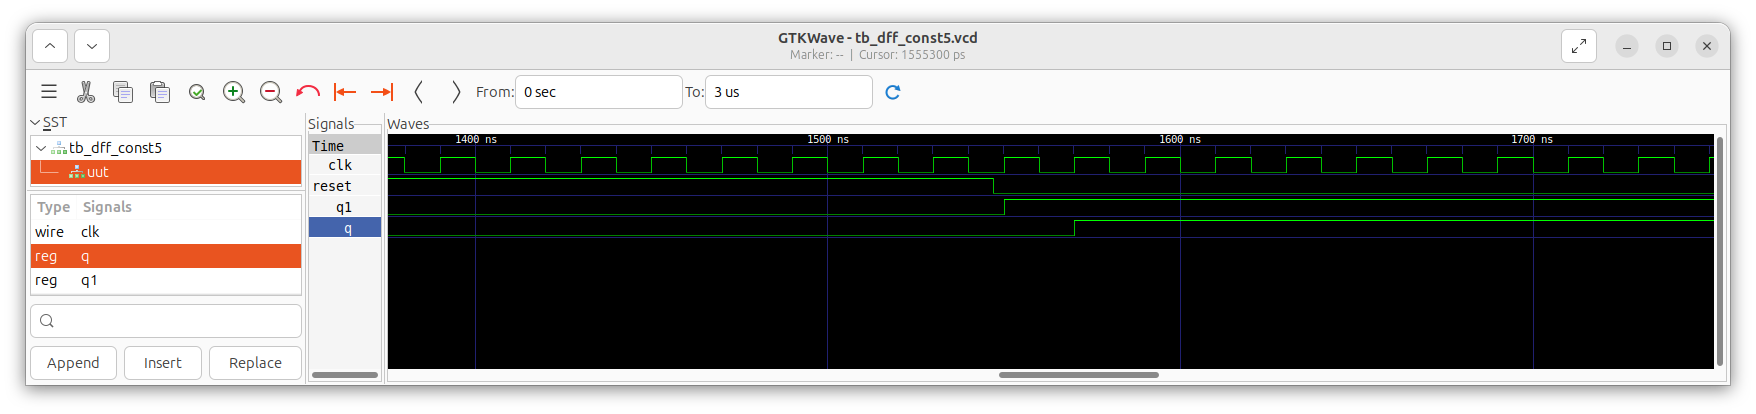 GTKWave - tb_dff_const5.vcd
Marker: -- | Cursor: 1555300 ps
From: 0 sec To: 3 us
SST
tb_dff_const5
uut
Type Signals
wire clk
reg q
reg q1
Append Insert Replace
Signals
Time
clk
reset
q1
q
Waves
1400 ns 1500 ns 1600 ns 1700 ns